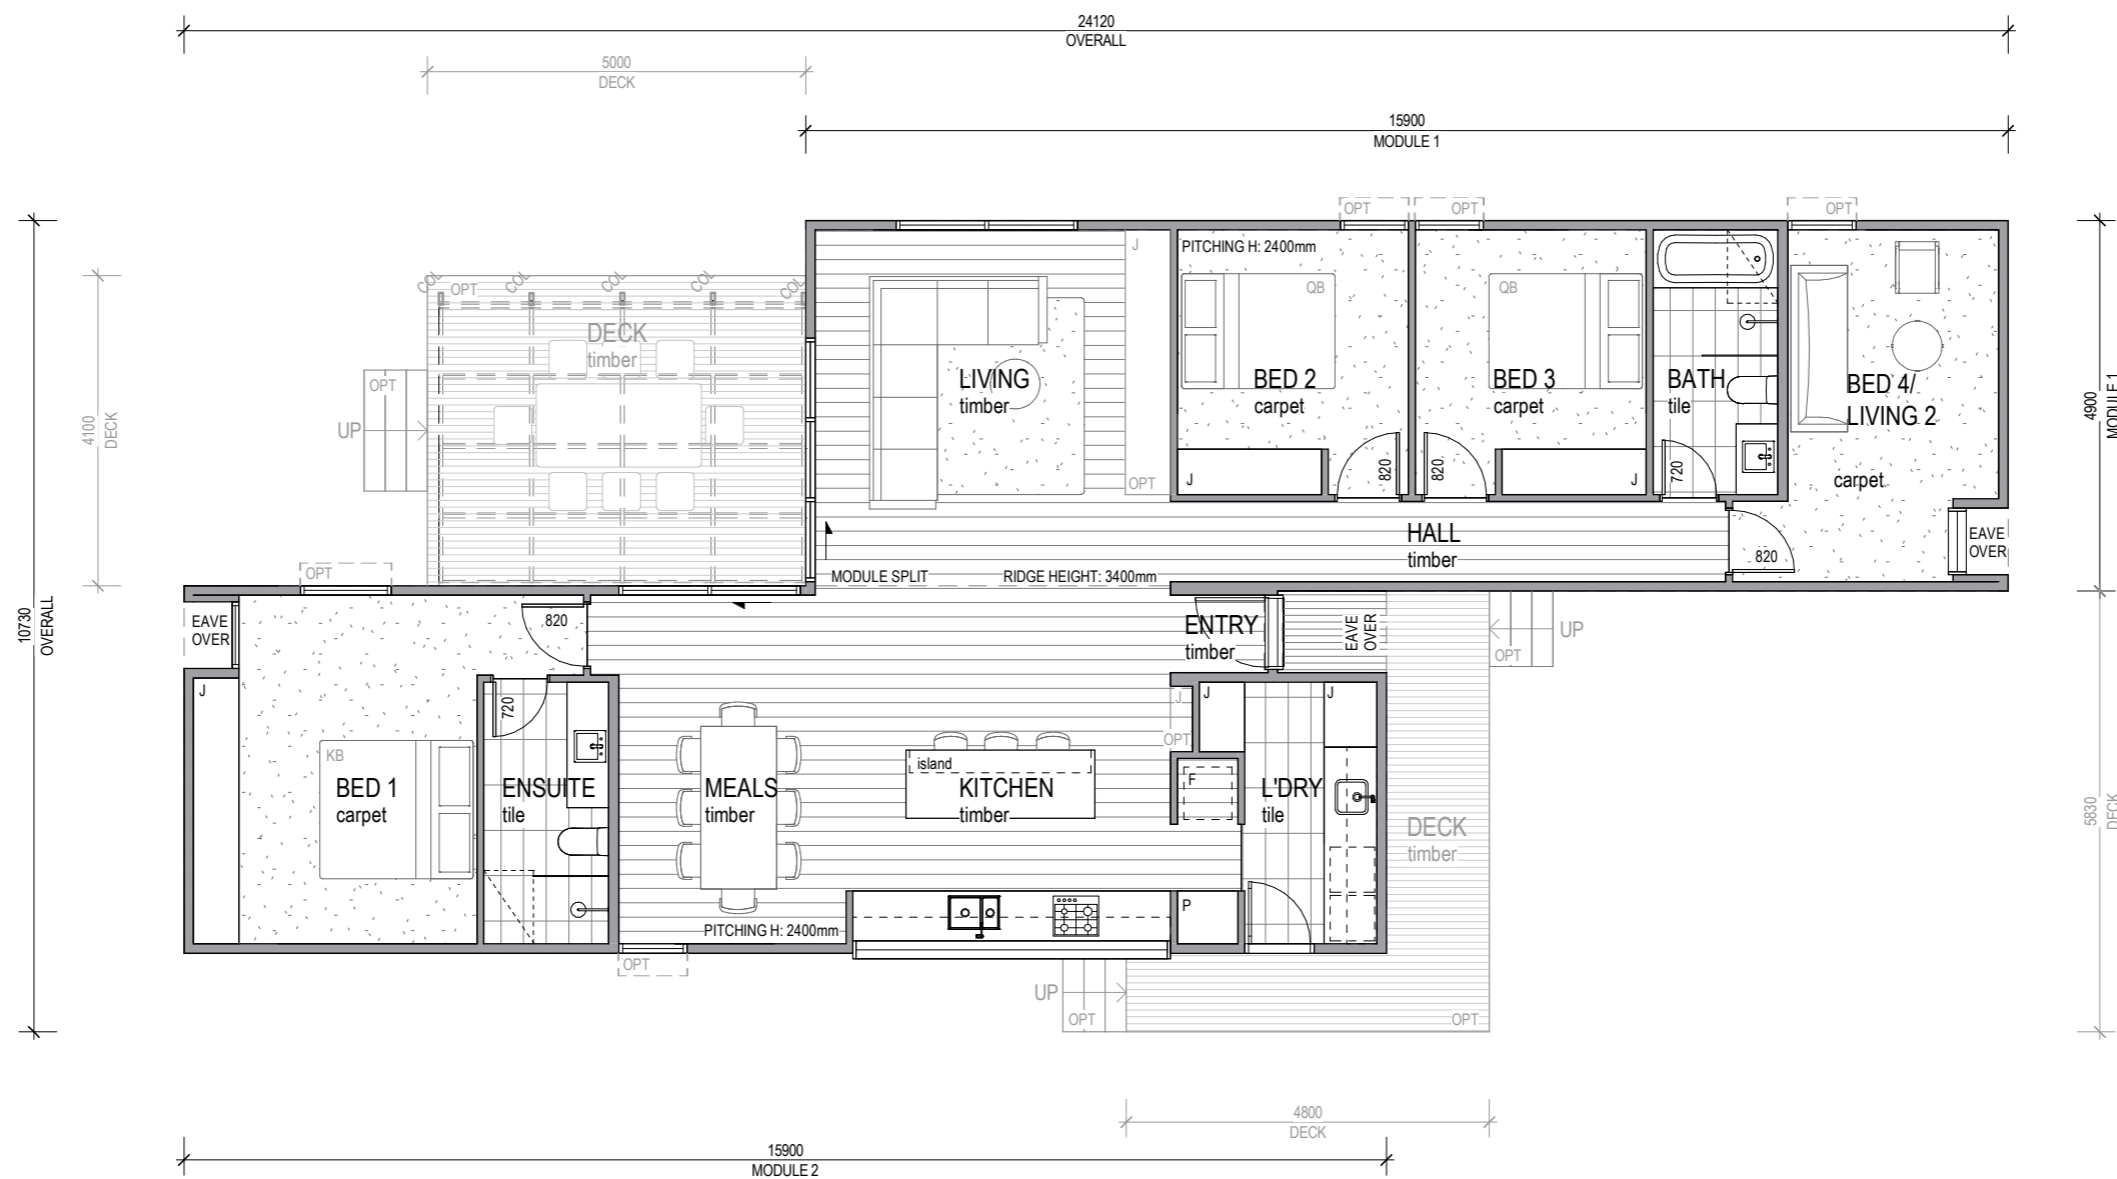 24120
OVERALL
5000
DECK
15900
MODULE 1
OPT
OPT
OPT
J
PITCHING H: 2400mm
COL
COL
COL
COL
COL
OPT
QB
QB
DECK
timber
4100
DECK
OPT
UP
LIVING
timber
BED 2
carpet
BED 3
carpet
BATH
tile
BED 4/
LIVING 2
carpet
4900
MODULE 1
820
820
720
J
OPT
J
HALL
timber
820
EAVE
OVER
MODULE SPLIT
RIDGE HEIGHT: 3400mm
OPT
10730
OVERALL
EAVE
OVER
820
ENTRY
timber
EAVE
OVER
UP
OPT
J
720
J
J
J
OPT
KB
island
F
BED 1
carpet
ENSUITE
tile
MEALS
timber
KITCHEN
timber
L'DRY
tile
DECK
timber
5830
DECK
P
PITCHING H: 2400mm
OPT
UP
OPT
OPT
4800
DECK
15900
MODULE 2